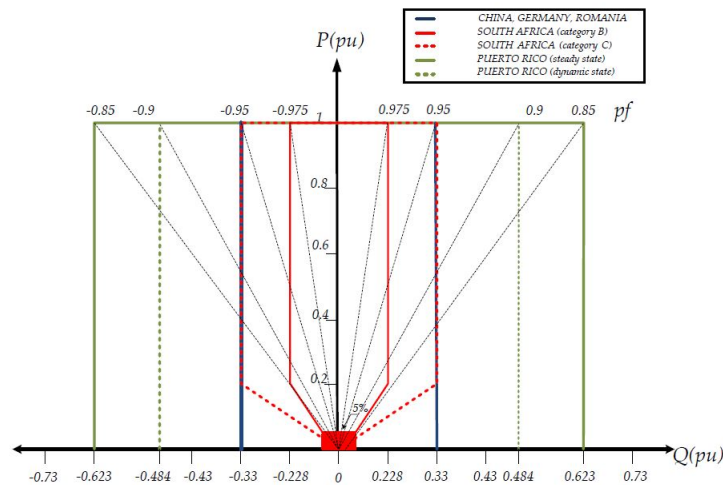 CHINA, GERMANY, ROMANIA
SOUTH AFRICA (category B)
SOUTH AFRICA (category C)
PUERTO RICO (steady state)
PUERTO RICO (dynamic state)
P(pu)
-0.85 -0.9 -0.95 -0.975 1 0.975 0.95 0.9 0.85 pf
0.8
0.6
0.4
0.2
5%
Q(pu)
-0.73 -0.623 -0.484 -0.43 -0.33 -0.228 0 0.228 0.33 0.43 0.484 0.623 0.73